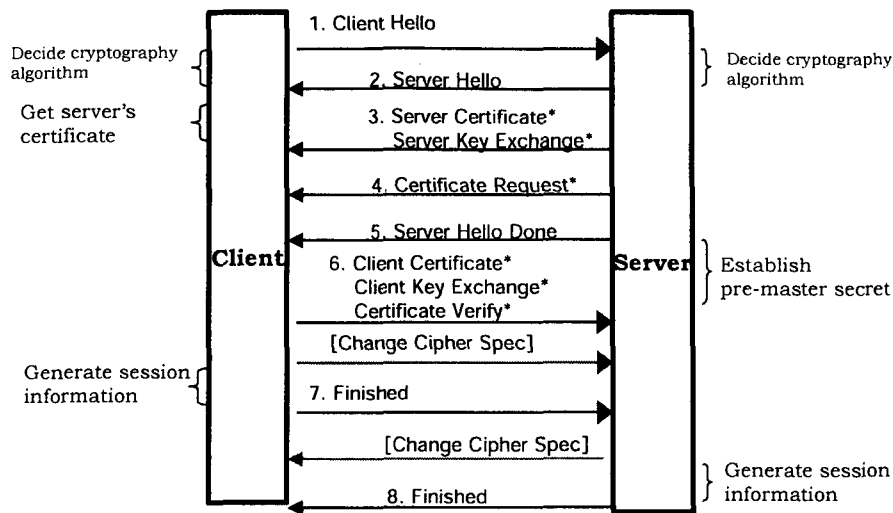 1. Client Hello
Decide cryptography
algorithm
Decide cryptography
algorithm
2. Server Hello
Get server's
certificate
3. Server Certificate*
Server Key Exchange*
4. Certificate Request*
5. Server Hello Done
Client
Server
6. Client Certificate*
Client Key Exchange*
Certificate Verify*
Establish
pre-master secret
[Change Cipher Spec]
Generate session
information
7. Finished
[Change Cipher Spec]
Generate session
information
8. Finished